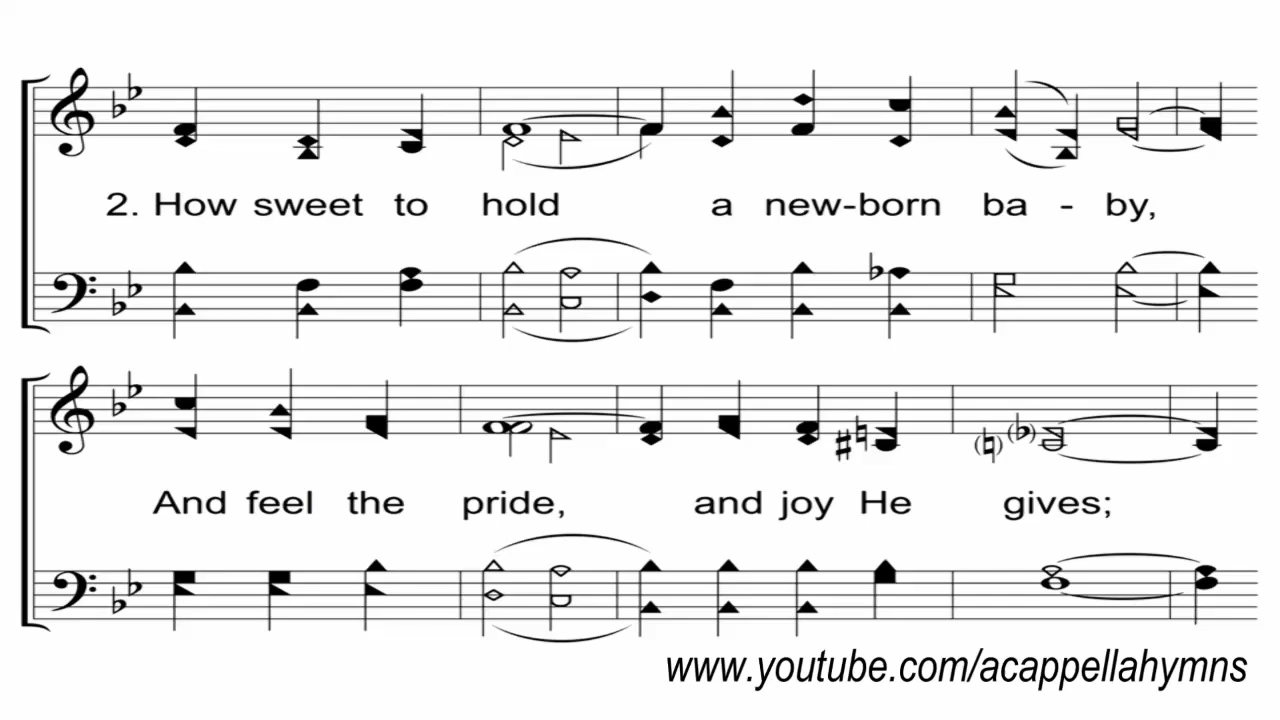 2. How sweet to hold a new-born ba - by,
And feel the pride, and joy He gives;
www.youtube.com/acappellahymns